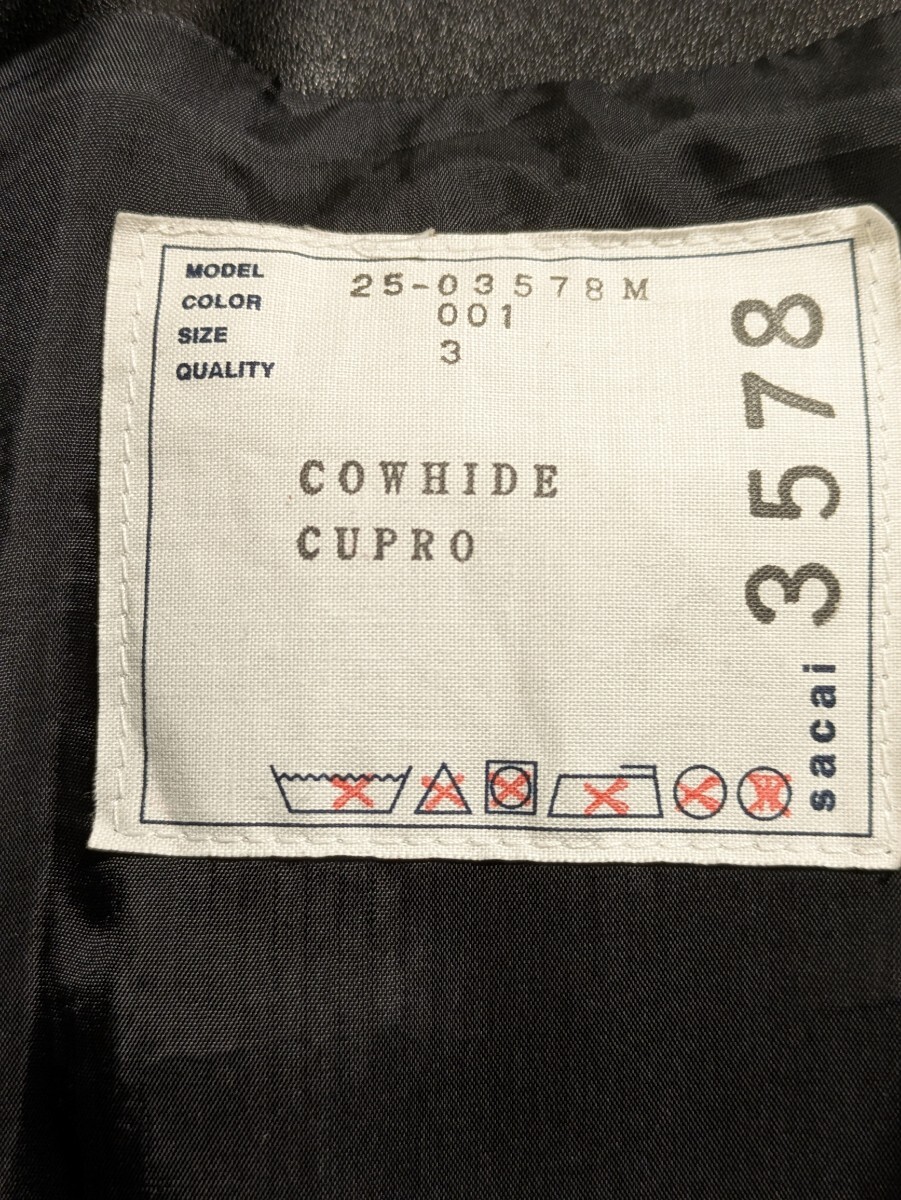 MODEL 25-03578M
COLOR 001
SIZE 3
QUALITY
COWHIDE
CUPRO
sacai 3578